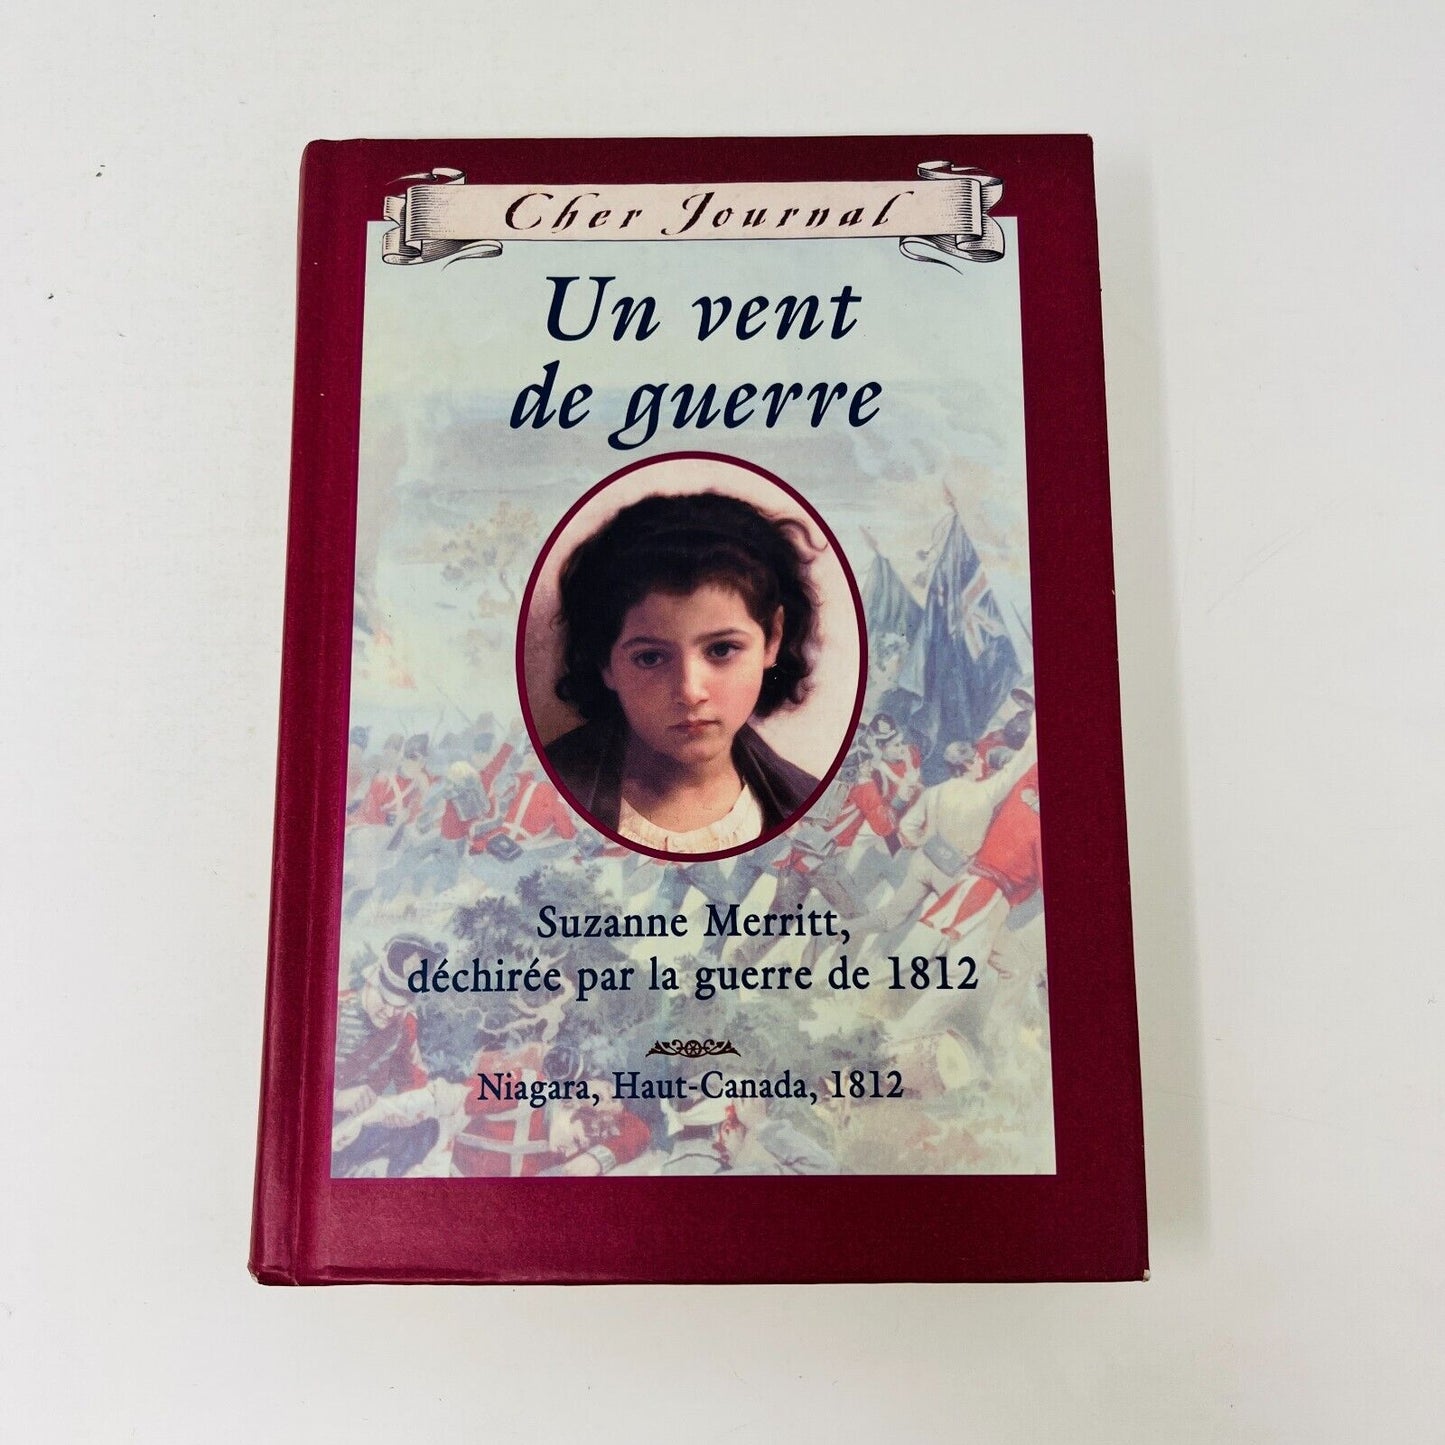 Cher Journal
Un vent
de guerre
Suzanne Merritt,
déchirée par la guerre de 1812
Niagara, Haut-Canada, 1812